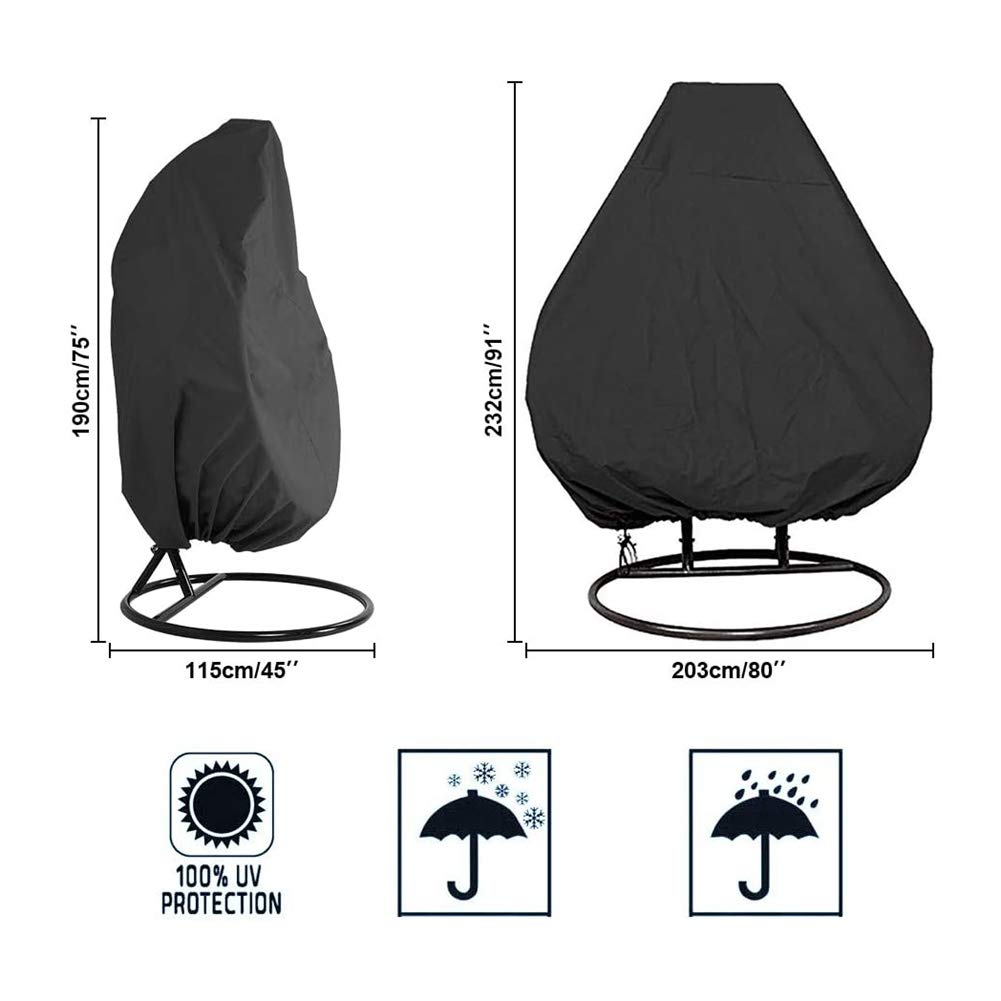 190cm/75′′
115cm/45′′
232cm/91′′
203cm/80′′
100% UV
PROTECTION